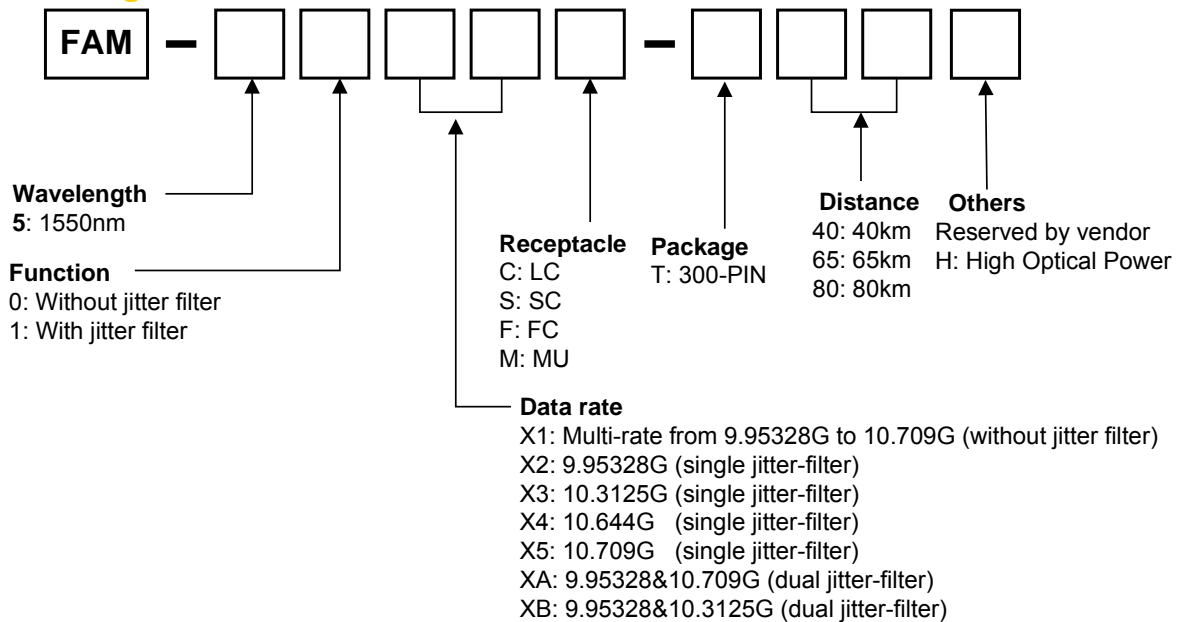 FAM
Wavelength
5: 1550nm
Function
0: Without jitter filter
1: With jitter filter
Receptacle
C: LC
S: SC
F: FC
M: MU
Package
T: 300-PIN
Distance
40: 40km
65: 65km
80: 80km
Others
Reserved by vendor
H: High Optical Power
Data rate
X1: Multi-rate from 9.95328G to 10.709G (without jitter filter)
X2: 9.95328G (single jitter-filter)
X3: 10.3125G (single jitter-filter)
X4: 10.644G (single jitter-filter)
X5: 10.709G (single jitter-filter)
XA: 9.95328&10.709G (dual jitter-filter)
XB: 9.95328&10.3125G (dual jitter-filter)